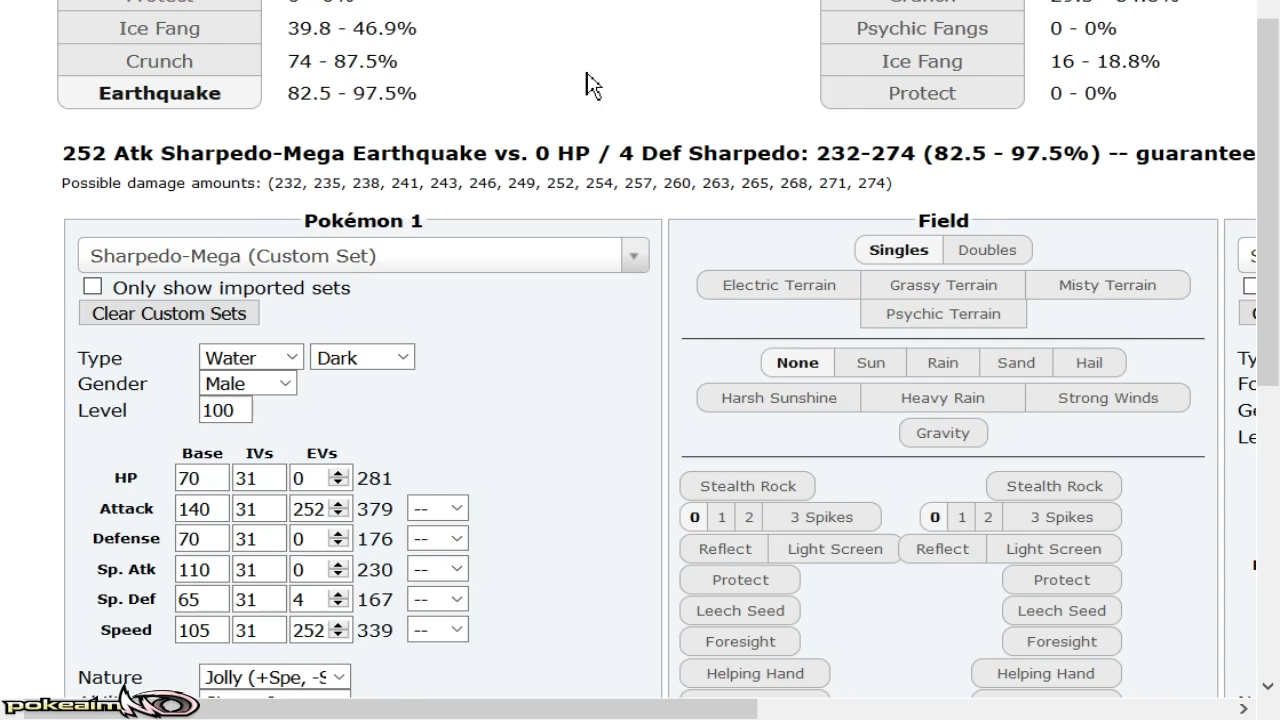 Protect 0 - 0% Crunch
Ice Fang 39.8 - 46.9% Psychic Fangs 0 - 0%
Crunch 74 - 87.5% Ice Fang 16 - 18.8%
Earthquake 82.5 - 97.5% Protect 0 - 0%
252 Atk Sharpedo-Mega Earthquake vs. 0 HP / 4 Def Sharpedo: 232-274 (82.5 - 97.5%) -- guarantee
Possible damage amounts: (232, 235, 238, 241, 243, 246, 249, 252, 254, 257, 260, 263, 265, 268, 271, 274)
Pokémon 1
Sharpedo-Mega (Custom Set)
Only show imported sets
Clear Custom Sets
Type Water Dark
Gender Male
Level 100
Base IVs EVs
HP 70 31 0 281
Attack 140 31 252 379 --
Defense 70 31 0 176 --
Sp. Atk 110 31 0 230 --
Sp. Def 65 31 4 167 --
Speed 105 31 252 339 --
Nature Jolly (+Spe, -S
Field
Singles Doubles
Electric Terrain Grassy Terrain Misty Terrain
Psychic Terrain
None Sun Rain Sand Hail
Harsh Sunshine Heavy Rain Strong Winds
Gravity
Stealth Rock Stealth Rock
0 1 2 3 Spikes 0 1 2 3 Spikes
Reflect Light Screen Reflect Light Screen
Protect Protect
Leech Seed Leech Seed
Foresight Foresight
Helping Hand Helping Hand
Ty
Fo
Ge
Le
pokeaim